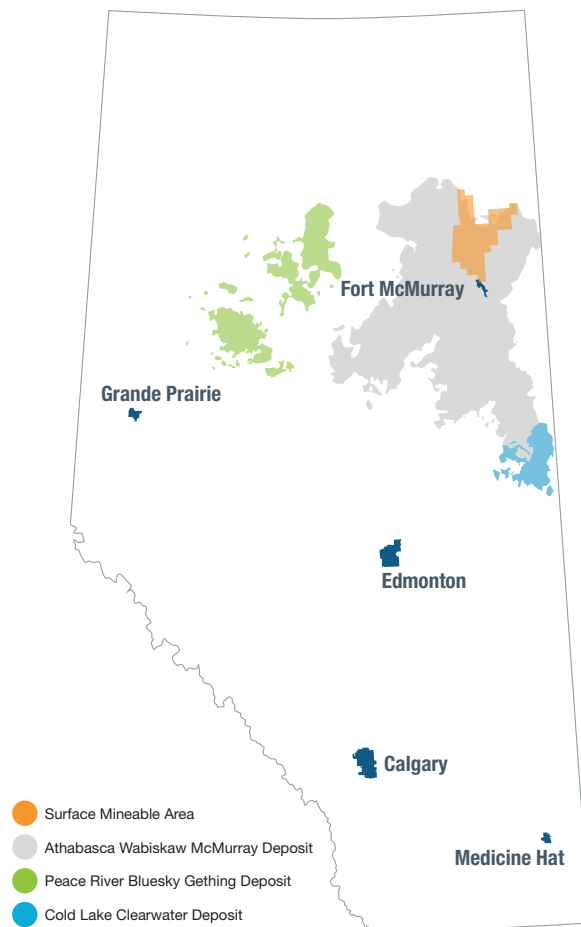 Fort McMurray
Grande Prairie
Edmonton
Calgary
Surface Mineable Area
Athabasca Wabiskaw McMurray Deposit
Medicine Hat
Peace River Bluesky Gething Deposit
Cold Lake Clearwater Deposit